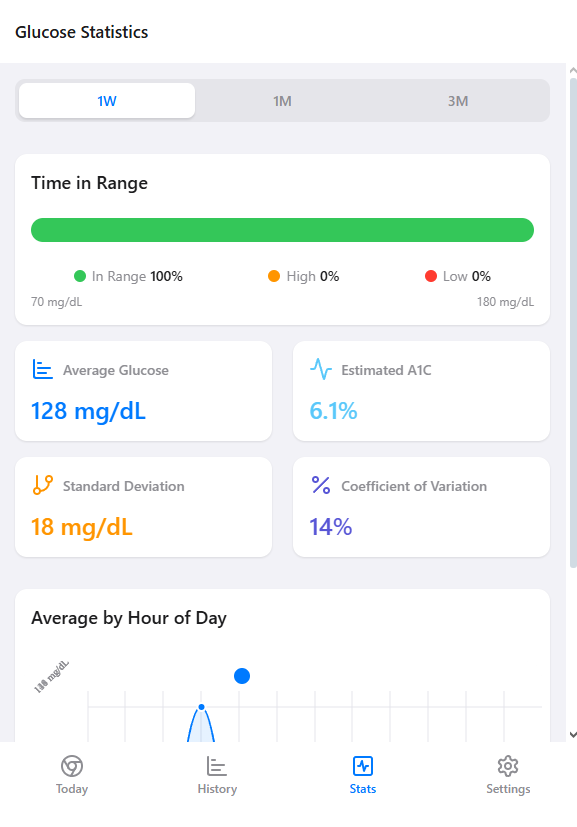 Glucose Statistics
1W 1M 3M
Time in Range
In Range 100% High 0% Low 0%
70 mg/dL 180 mg/dL
Average Glucose
128 mg/dL
Estimated A1C
6.1%
Standard Deviation
18 mg/dL
Coefficient of Variation
14%
Average by Hour of Day
mg/dL
Today History Stats Settings